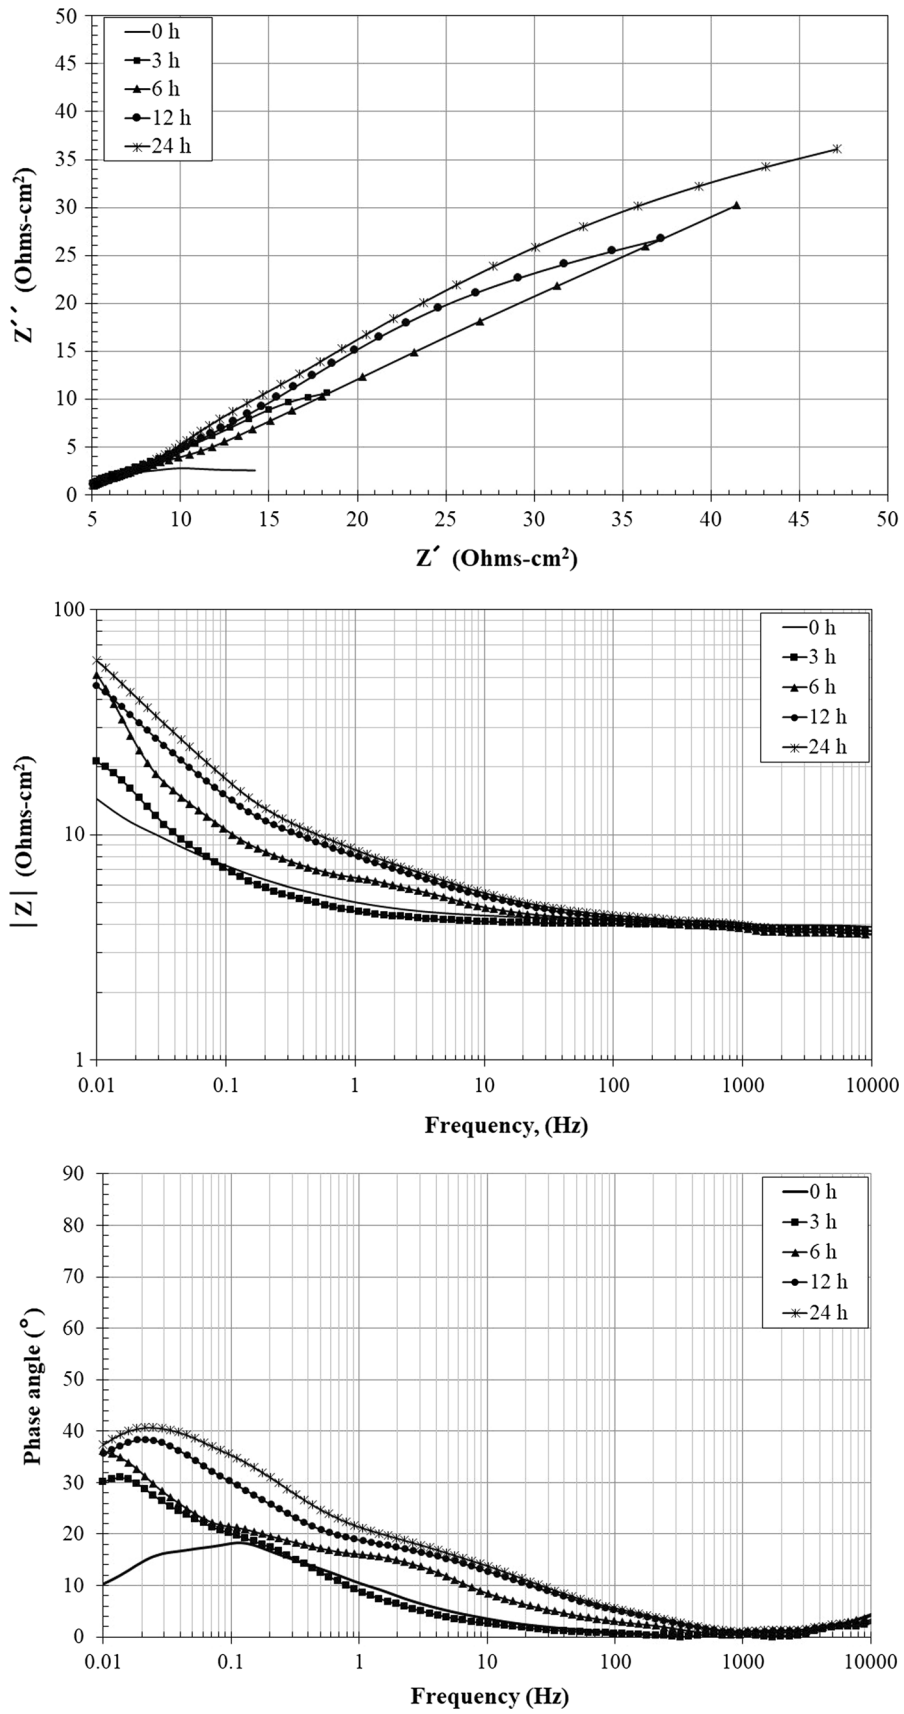 50
45
40
35
30
25
20
15
10
5
0
Z´´ (Ohms-cm²)
0 h
3 h
6 h
12 h
24 h
5 10 15 20 25 30 35 40 45 50
Z´ (Ohms-cm²)
100
10
1
|Z| (Ohms-cm²)
0 h
3 h
6 h
12 h
24 h
0.01 0.1 1 10 100 1000 10000
Frequency, (Hz)
90
80
70
60
50
40
30
20
10
0
Phase angle (°)
0 h
3 h
6 h
12 h
24 h
0.01 0.1 1 10 100 1000 10000
Frequency (Hz)